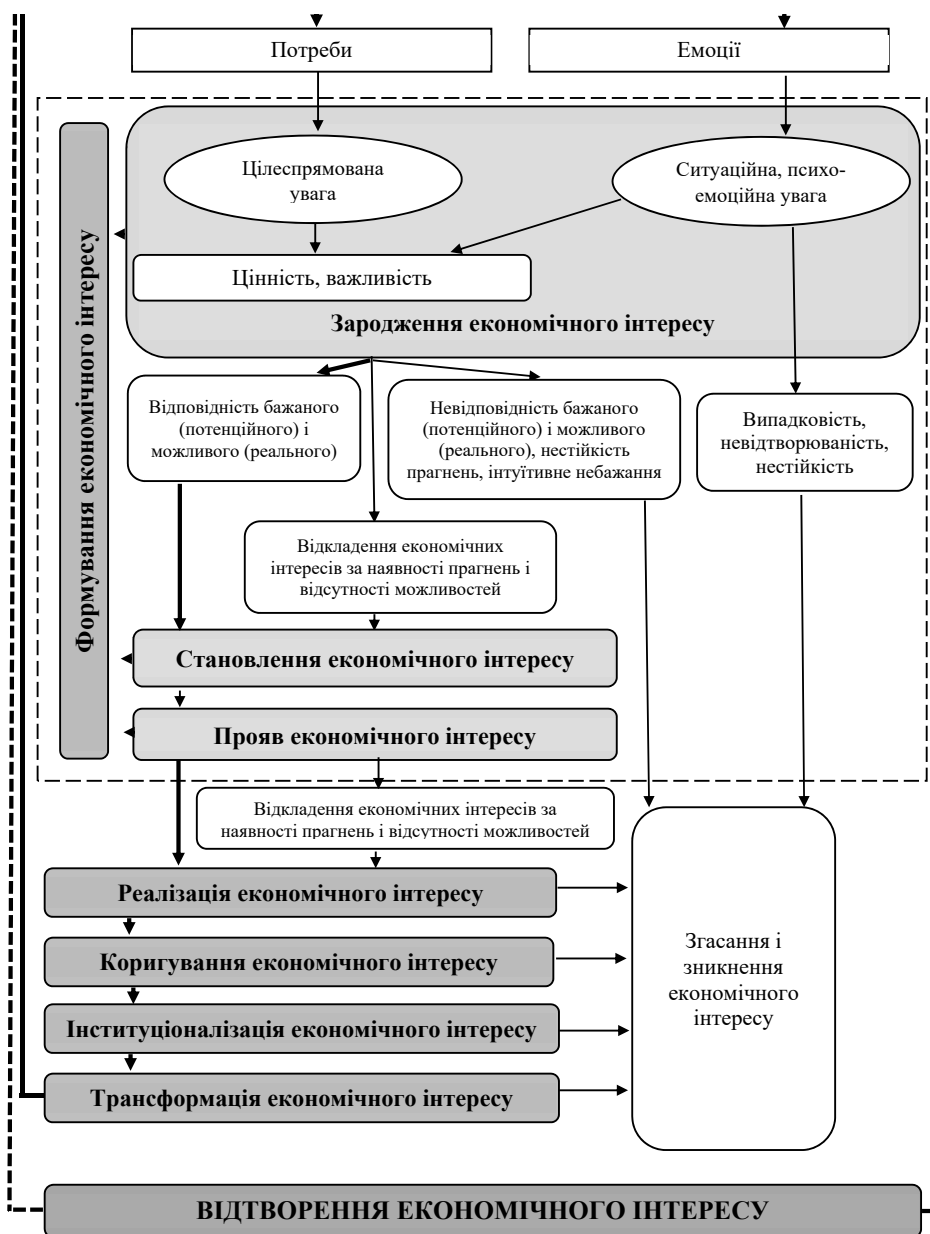 Потреби
Емоції
Формування економічного інтересу
Цілеспрямована
увага
Ситуаційна, психо-
емоційна увага
Цінність, важливість
Зародження економічного інтересу
Відповідність бажаного
(потенційного) і
можливого (реального)
Невідповідність бажаного
(потенційного) і можливого
(реального), нестійкість
прагнень, інтуїтивне небажання
Випадковість,
невідтворюваність,
нестійкість
Відкладення економічних
інтересів за наявності прагнень і
відсутності можливостей
Становлення економічного інтересу
Прояв економічного інтересу
Відкладення економічних інтересів за
наявності прагнень і відсутності можливостей
Реалізація економічного інтересу
Коригування економічного інтересу
Інституціоналізація економічного інтересу
Трансформація економічного інтересу
Згасання і
зникнення
економічного
інтересу
ВІДТВОРЕННЯ ЕКОНОМІЧНОГО ІНТЕРЕСУ